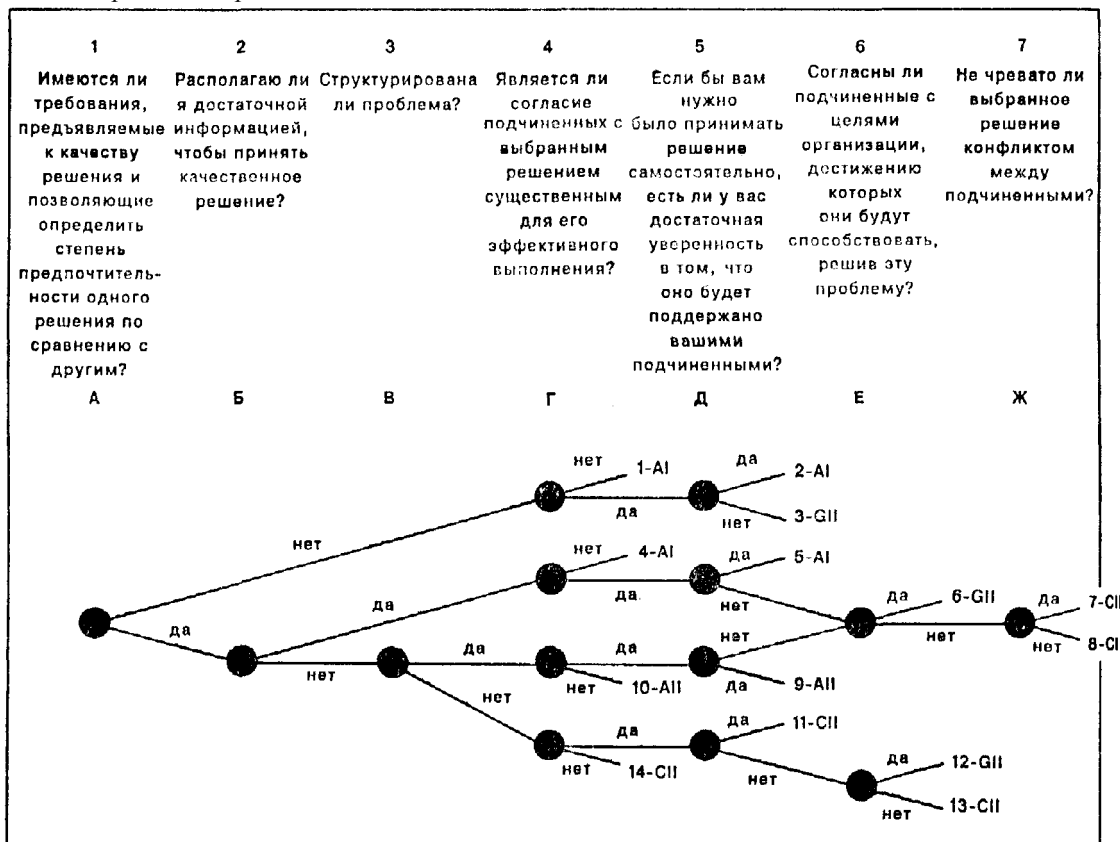 1
Имеются ли
требования,
предъявляемые
к качеству
решения и
позволяющие
определить
степень
предпочтитель-
ности одного
решения по
сравнению с
другим?
А
2
Располагаю ли
я достаточной
информацией,
чтобы принять
качественное
решение?
Б
3
Структурирована
ли проблема?
В
4
Является ли
согласие
подчиненных с
выбранным
решением
существенным
для его
эффективного
выполнения?
Г
5
Если бы вам
нужно
было принимать
решение
самостоятельно,
есть ли у вас
достаточная
уверенность
в том, что
оно будет
поддержано
вашими
подчиненными?
Д
6
Согласны ли
подчиненные с
целями
организации,
достижению
которых
они будут
способствовать,
решив эту
проблему?
Е
7
Не чревато ли
выбранное
решение
конфликтом
между
подчиненными?
Ж
нет
1-AI
да
да
2-AI
нет
3-GII
нет
нет
4-AI
да
да
5-AI
нет
да
да
6-GII
нет
да
7-CII
нет
8-CI
да
нет
да
да
нет
10-AII
нет
да
9-AII
нет
да
нет
14-CII
да
11-CII
нет
да
12-GII
нет
13-CII